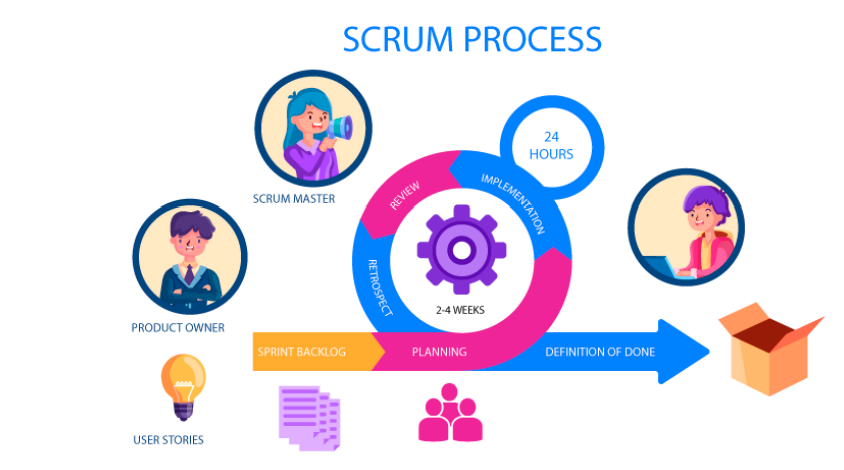 SCRUM PROCESS
24
HOURS
SCRUM MASTER
REVIEW
IMPLEMENTATION
RETROSPECT
2-4 WEEKS
PRODUCT OWNER
SPRINT BACKLOG
PLANNING
DEFINITION OF DONE
USER STORIES